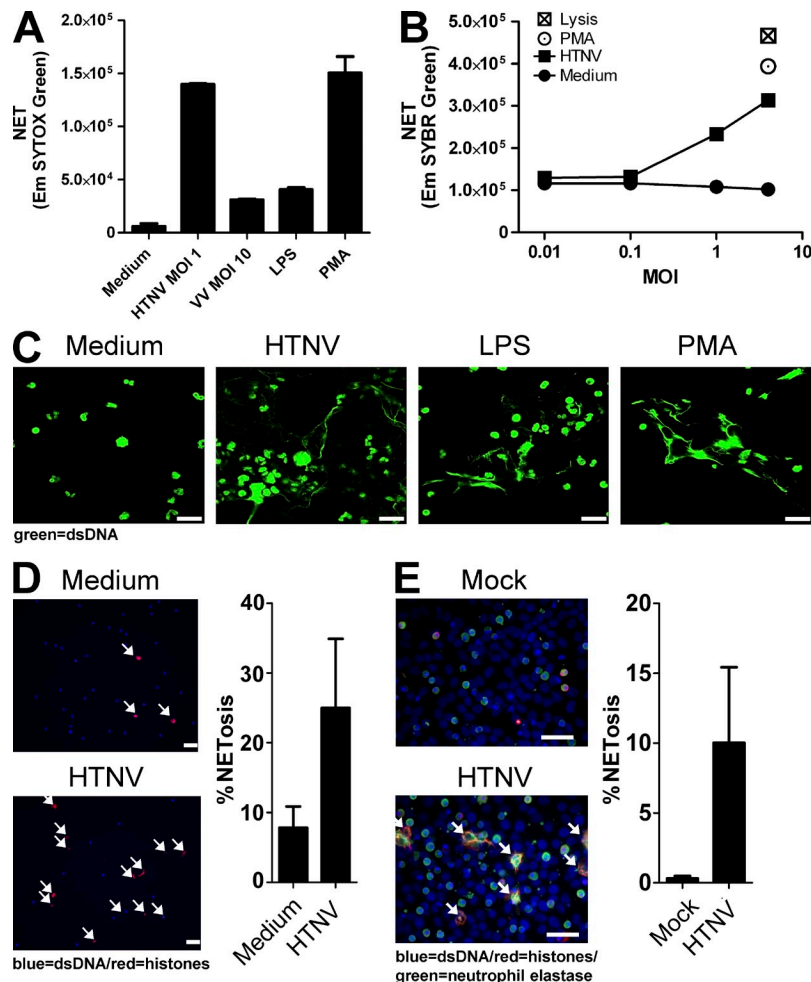 A
NET
(Em SYTOX Green)
2.0×10⁵
1.5×10⁵
1.0×10⁵
5.0×10⁴
0
Medium
HTNV MOI 1
VV MOI 10
LPS
PMA
B
NET
(Em SYBR Green)
5.0×10⁵
4.0×10⁵
3.0×10⁵
2.0×10⁵
1.0×10⁵
0
Lysis
PMA
HTNV
Medium
0.01
0.1
1
10
MOI
C
Medium
HTNV
LPS
PMA
green=dsDNA
D
Medium
HTNV
blue=dsDNA/red=histones
%NETosis
40
30
20
10
0
Medium
HTNV
E
Mock
HTNV
blue=dsDNA/red=histones/
green=neutrophil elastase
%NETosis
20
15
10
5
0
Mock
HTNV